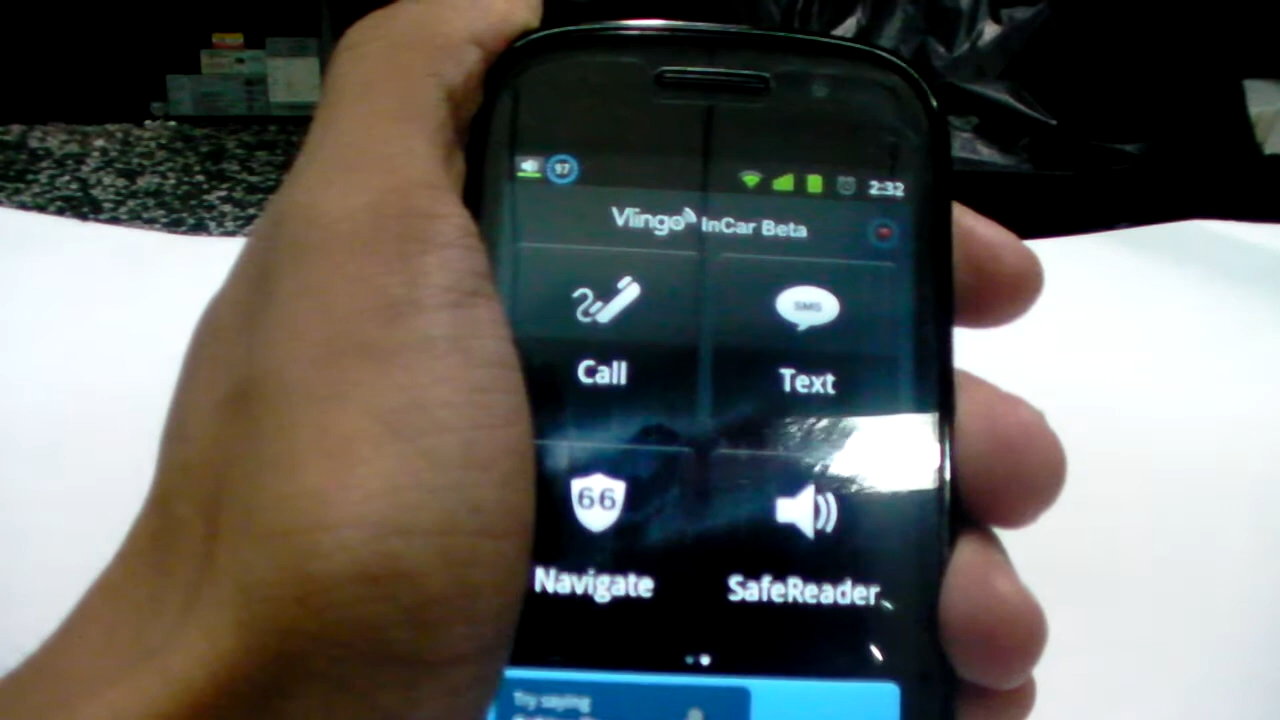 97
2:32
Vlingo InCar Beta
SMS
Call
Text
66
Navigate
SafeReader
Try saying